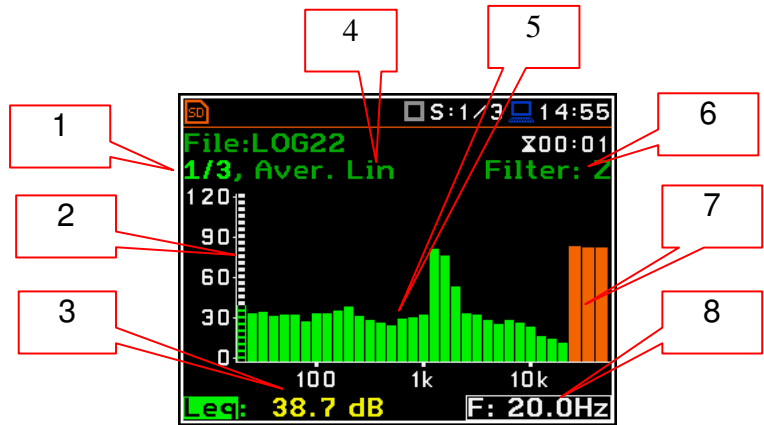 4 5
SD S:1/3 14:55
1 6
File:LOG22 00:01
1/3, Aver. Lin Filter: Z
120
2 7
90
60
3 8
30
0
100 1k 10k
Leq: 38.7 dB F: 20.0Hz